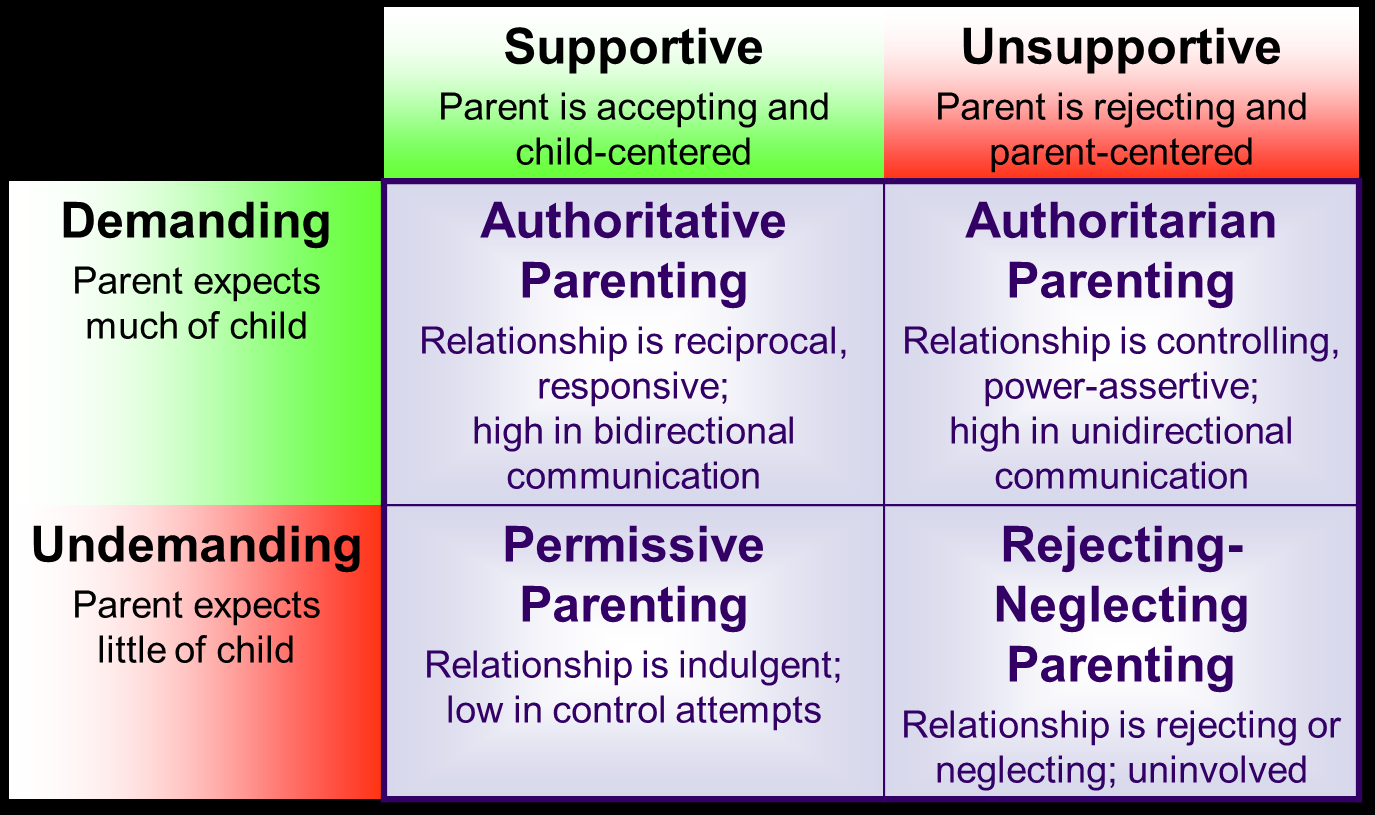 Supportive
Parent is accepting and
child-centered
Unsupportive
Parent is rejecting and
parent-centered
Demanding
Parent expects
much of child
Authoritative
Parenting
Relationship is reciprocal,
responsive;
high in bidirectional
communication
Authoritarian
Parenting
Relationship is controlling,
power-assertive;
high in unidirectional
communication
Undemanding
Parent expects
little of child
Permissive
Parenting
Relationship is indulgent;
low in control attempts
Rejecting-
Neglecting
Parenting
Relationship is rejecting or
neglecting; uninvolved